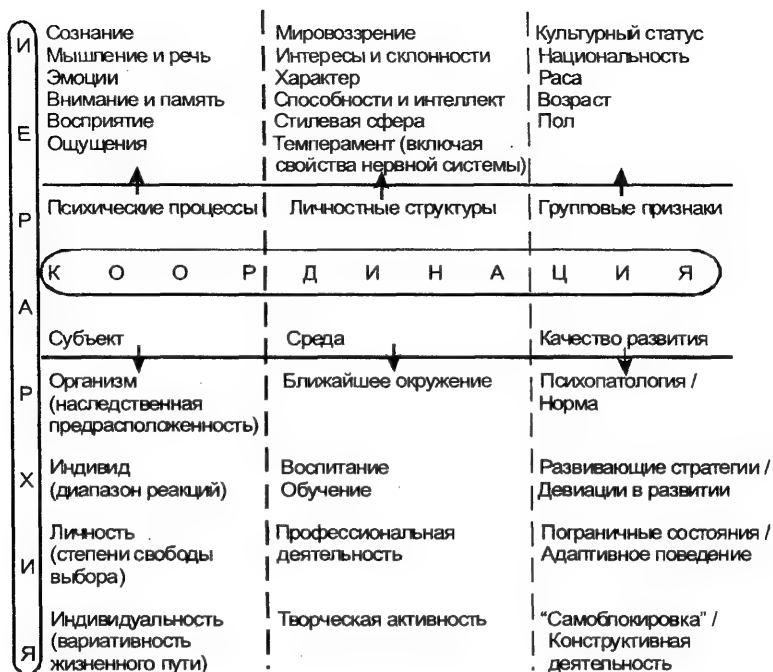 ИЕРАРХИЯ
Сознание
Мышление и речь
Эмоции
Внимание и память
Восприятие
Ощущения
Мировоззрение
Интересы и склонности
Характер
Способности и интеллект
Стилевая сфера
Темперамент (включая
свойства нервной системы)
Культурный статус
Национальность
Раса
Возраст
Пол
Психические процессы
Личностные структуры
Групповые признаки
КООРДИНАЦИЯ
Субъект
Среда
Качество развития
Организм
(наследственная
предрасположенность)
Ближайшее окружение
Психопатология /
Норма
Индивид
(диапазон реакций)
Воспитание
Обучение
Развивающие стратегии /
Девиации в развитии
Личность
(степени свободы
выбора)
Профессиональная
деятельность
Пограничные состояния /
Адаптивное поведение
Индивидуальность
(вариативность
жизненного пути)
Творческая активность
"Самоблокировка" /
Конструктивная
деятельность